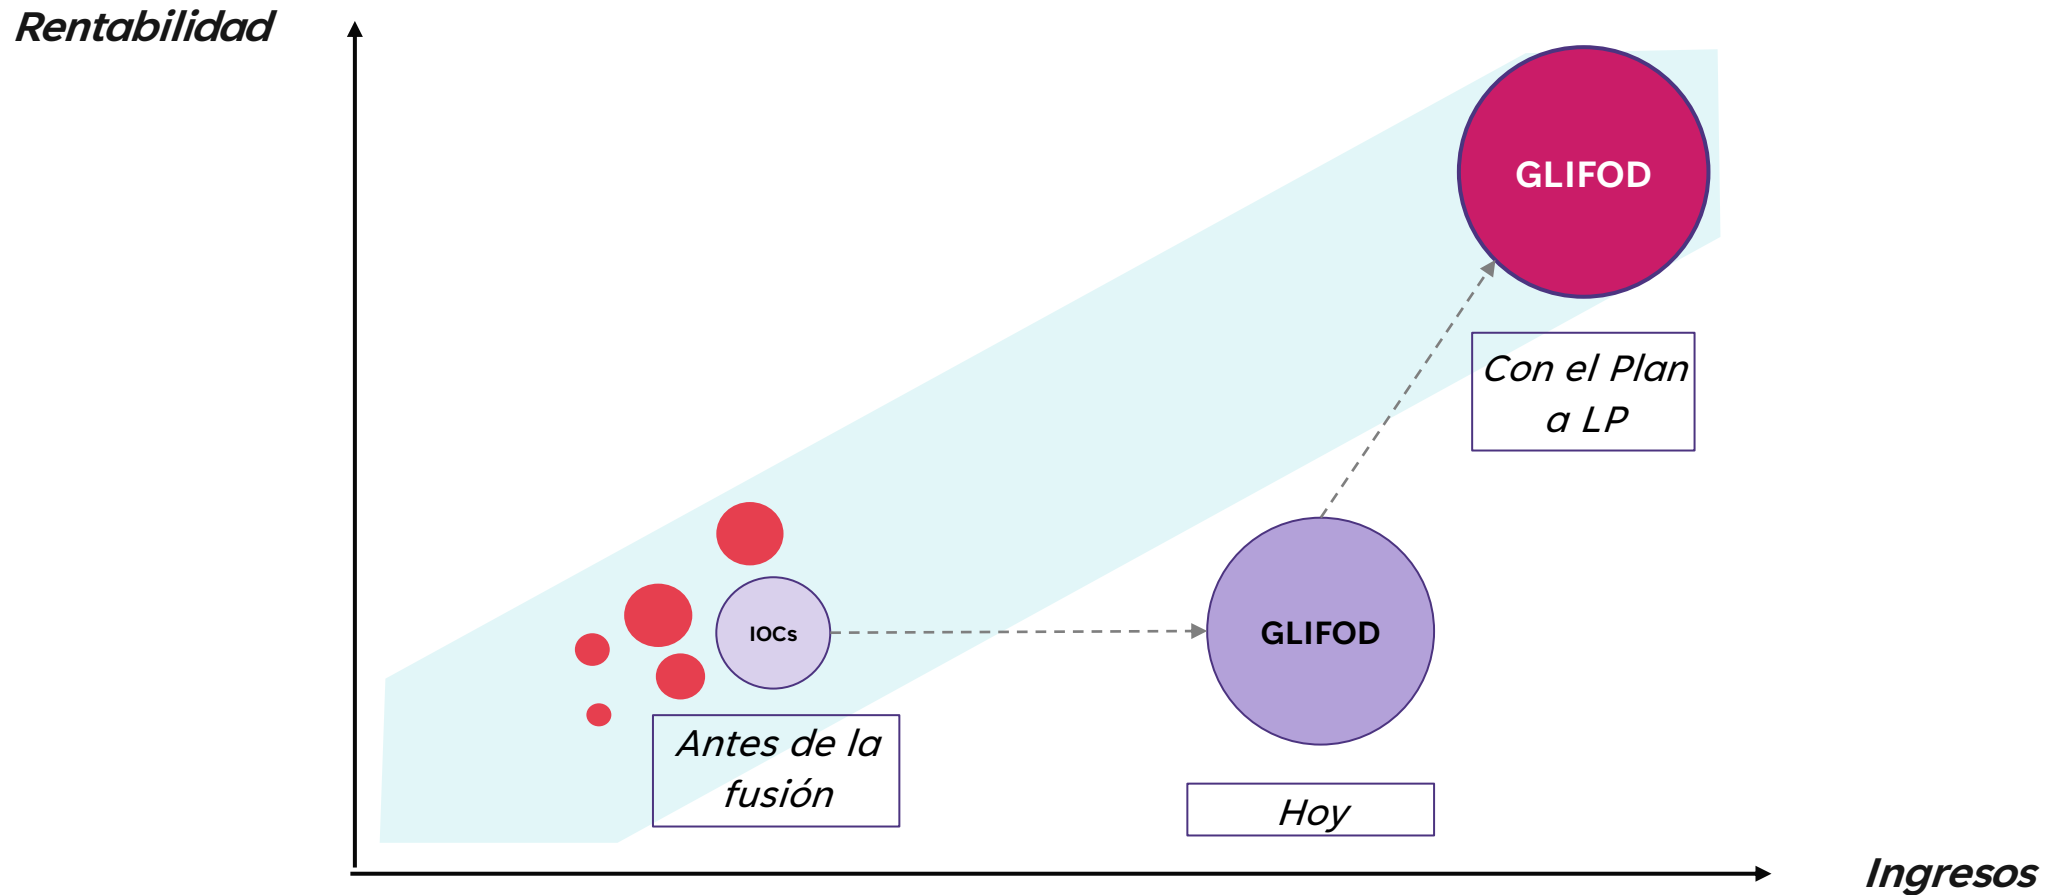 Rentabilidad
GLIFOD
Con el Plan
a LP
IOCs
GLIFOD
Antes de la
fusión
Hoy
Ingresos